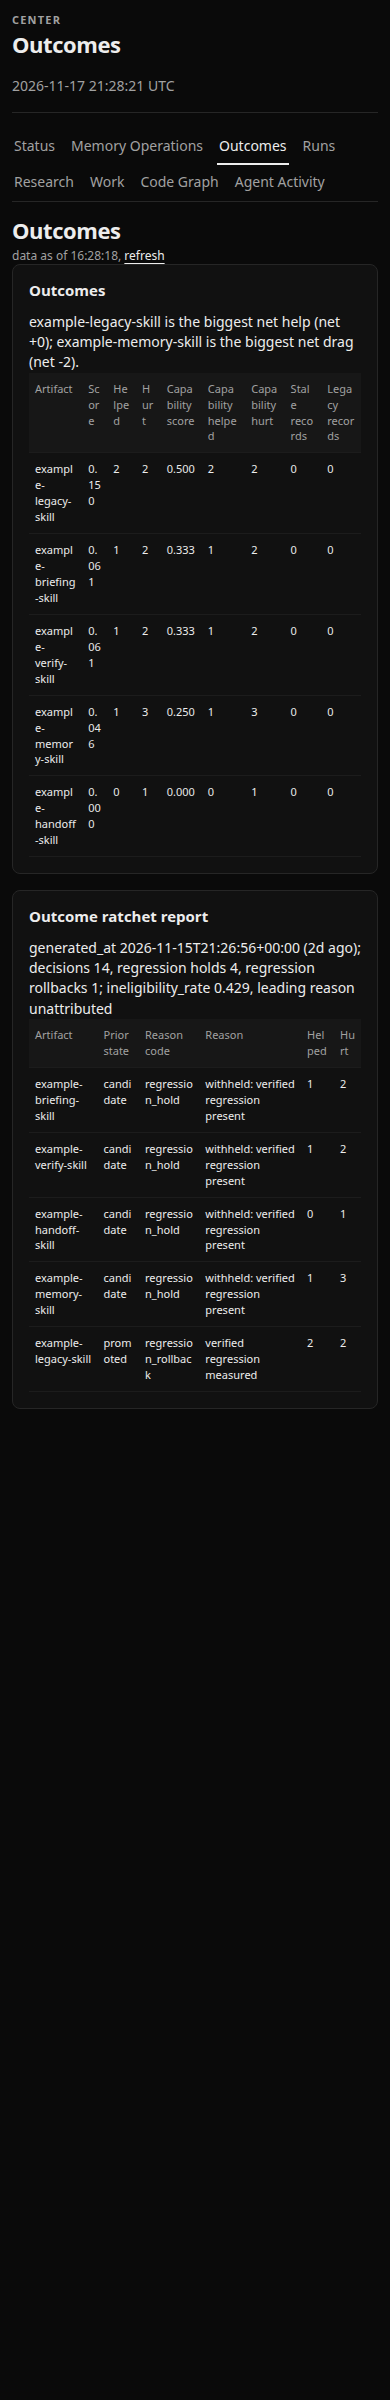 CENTER
Outcomes
2026-11-17 21:28:21 UTC
Status Memory Operations Outcomes Runs
Research Work Code Graph Agent Activity
Outcomes
data as of 16:28:18, refresh
Outcomes
example-legacy-skill is the biggest net help (net
+0); example-memory-skill is the biggest net drag
(net -2).
Artifact Score Helped Hurt Capability score Capability helped Capability hurt Stale records Legacy records
example-legacy-skill 0.150 2 2 0.500 2 2 0 0
example-briefing-skill 0.061 1 2 0.333 1 2 0 0
example-verify-skill 0.061 1 2 0.333 1 2 0 0
example-memory-skill 0.046 1 3 0.250 1 3 0 0
example-handoff-skill 0.000 0 1 0.000 0 1 0 0
Outcome ratchet report
generated_at 2026-11-15T21:26:56+00:00 (2d ago);
decisions 14, regression holds 4, regression
rollbacks 1; ineligibility_rate 0.429, leading reason
unattributed
Artifact Prior state Reason code Reason Helped Hurt
example-briefing-skill candidate regression_hold withheld: verified regression present 1 2
example-verify-skill candidate regression_hold withheld: verified regression present 1 2
example-handoff-skill candidate regression_hold withheld: verified regression present 0 1
example-memory-skill candidate regression_hold withheld: verified regression present 1 3
example-legacy-skill promoted regression_rollback verified regression measured 2 2